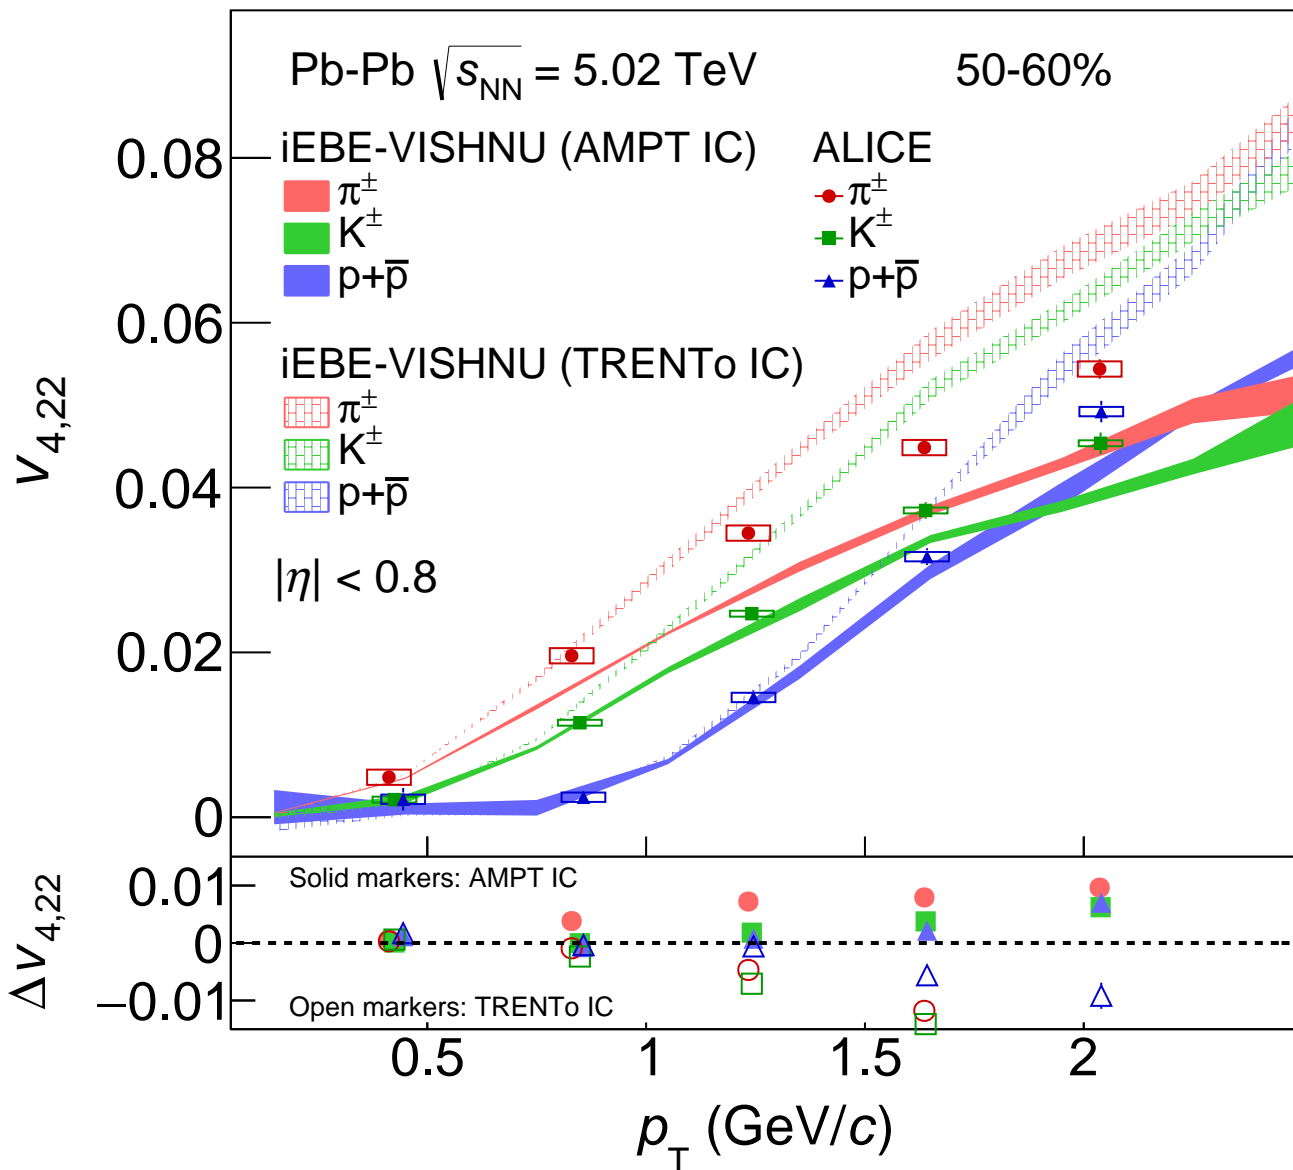 Pb-Pb √s_NN = 5.02 TeV 50-60%
iEBE-VISHNU (AMPT IC) ALICE
π± π±
K± K±
p+p̅ p+p̅
iEBE-VISHNU (TRENTo IC)
π±
K±
p+p̅
|η| < 0.8
v4,22
0.08
0.06
0.04
0.02
0
Solid markers: AMPT IC
Open markers: TRENTo IC
Δv4,22
0.01
0
−0.01
0.5 1 1.5 2
p_T (GeV/c)